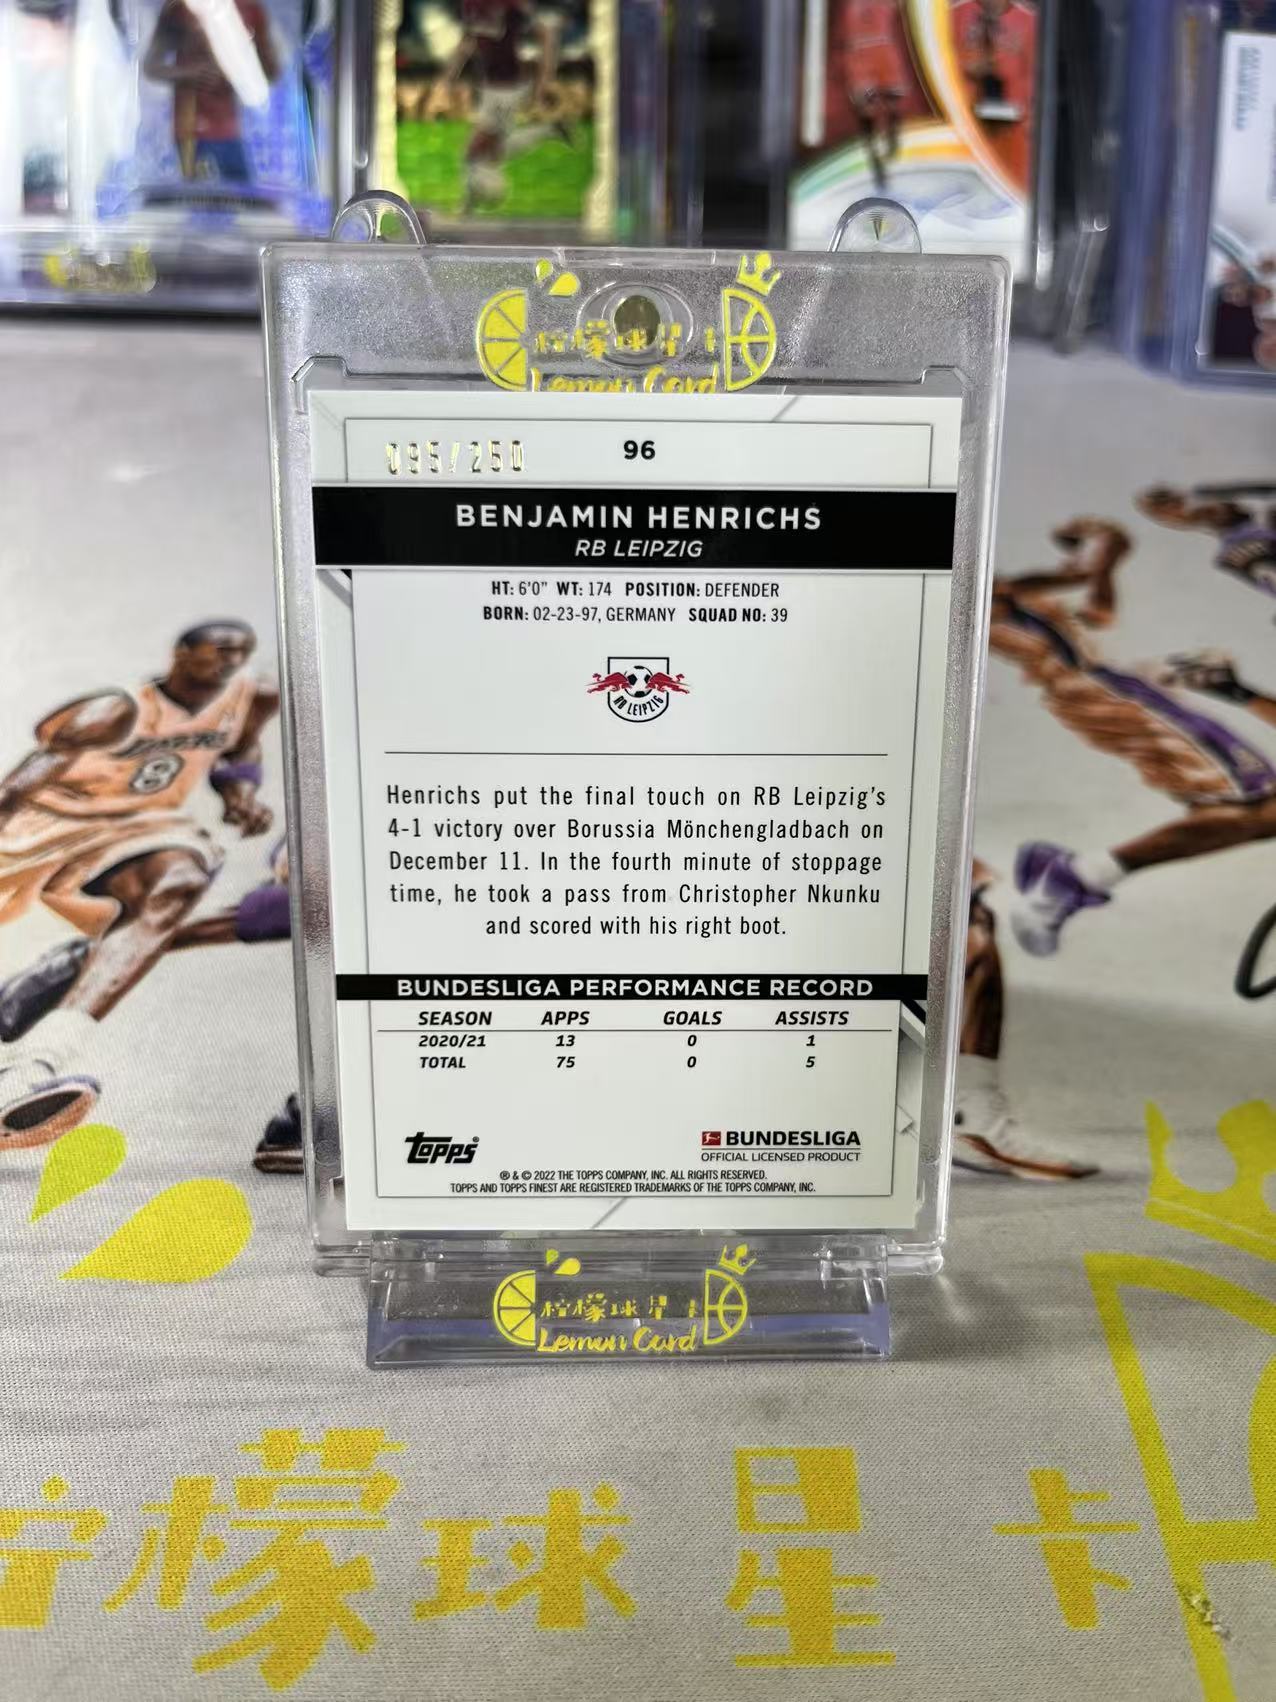 柠檬球星卡
Lemon Card
095/250
96
BENJAMIN HENRICHS
RB LEIPZIG
HT: 6'0" WT: 174 POSITION: DEFENDER
BORN: 02-23-97, GERMANY SQUAD NO: 39
RB LEIPZIG
Henrichs put the final touch on RB Leipzig's
4-1 victory over Borussia Mönchengladbach on
December 11. In the fourth minute of stoppage
time, he took a pass from Christopher Nkunku
and scored with his right boot.
BUNDESLIGA PERFORMANCE RECORD
SEASON APPS GOALS ASSISTS
2020/21 13 0 1
TOTAL 75 0 5
topps®
BUNDESLIGA
OFFICIAL LICENSED PRODUCT
® & © 2022 THE TOPPS COMPANY, INC. ALL RIGHTS RESERVED.
TOPPS AND TOPPS FINEST ARE REGISTERED TRADEMARKS OF THE TOPPS COMPANY, INC.
柠檬球星卡
Lemon Card
柠檬球星卡
8